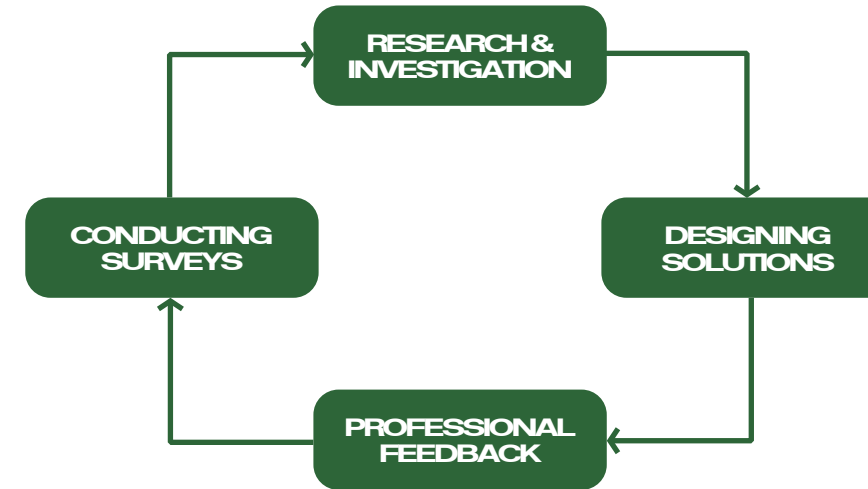 RESEARCH &
INVESTIGATION
CONDUCTING
SURVEYS
DESIGNING
SOLUTIONS
PROFESSIONAL
FEEDBACK